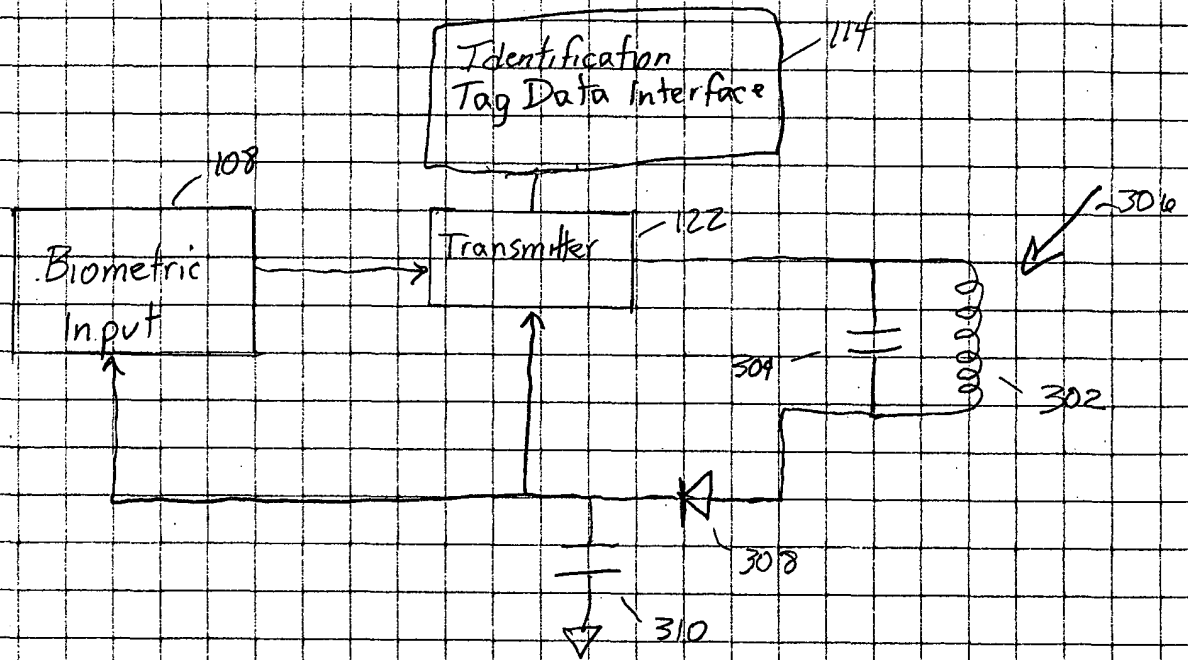 114
Identification
Tag Data Interface
108
122
306
Transmitter
Biometric
Input
304
302
308
310